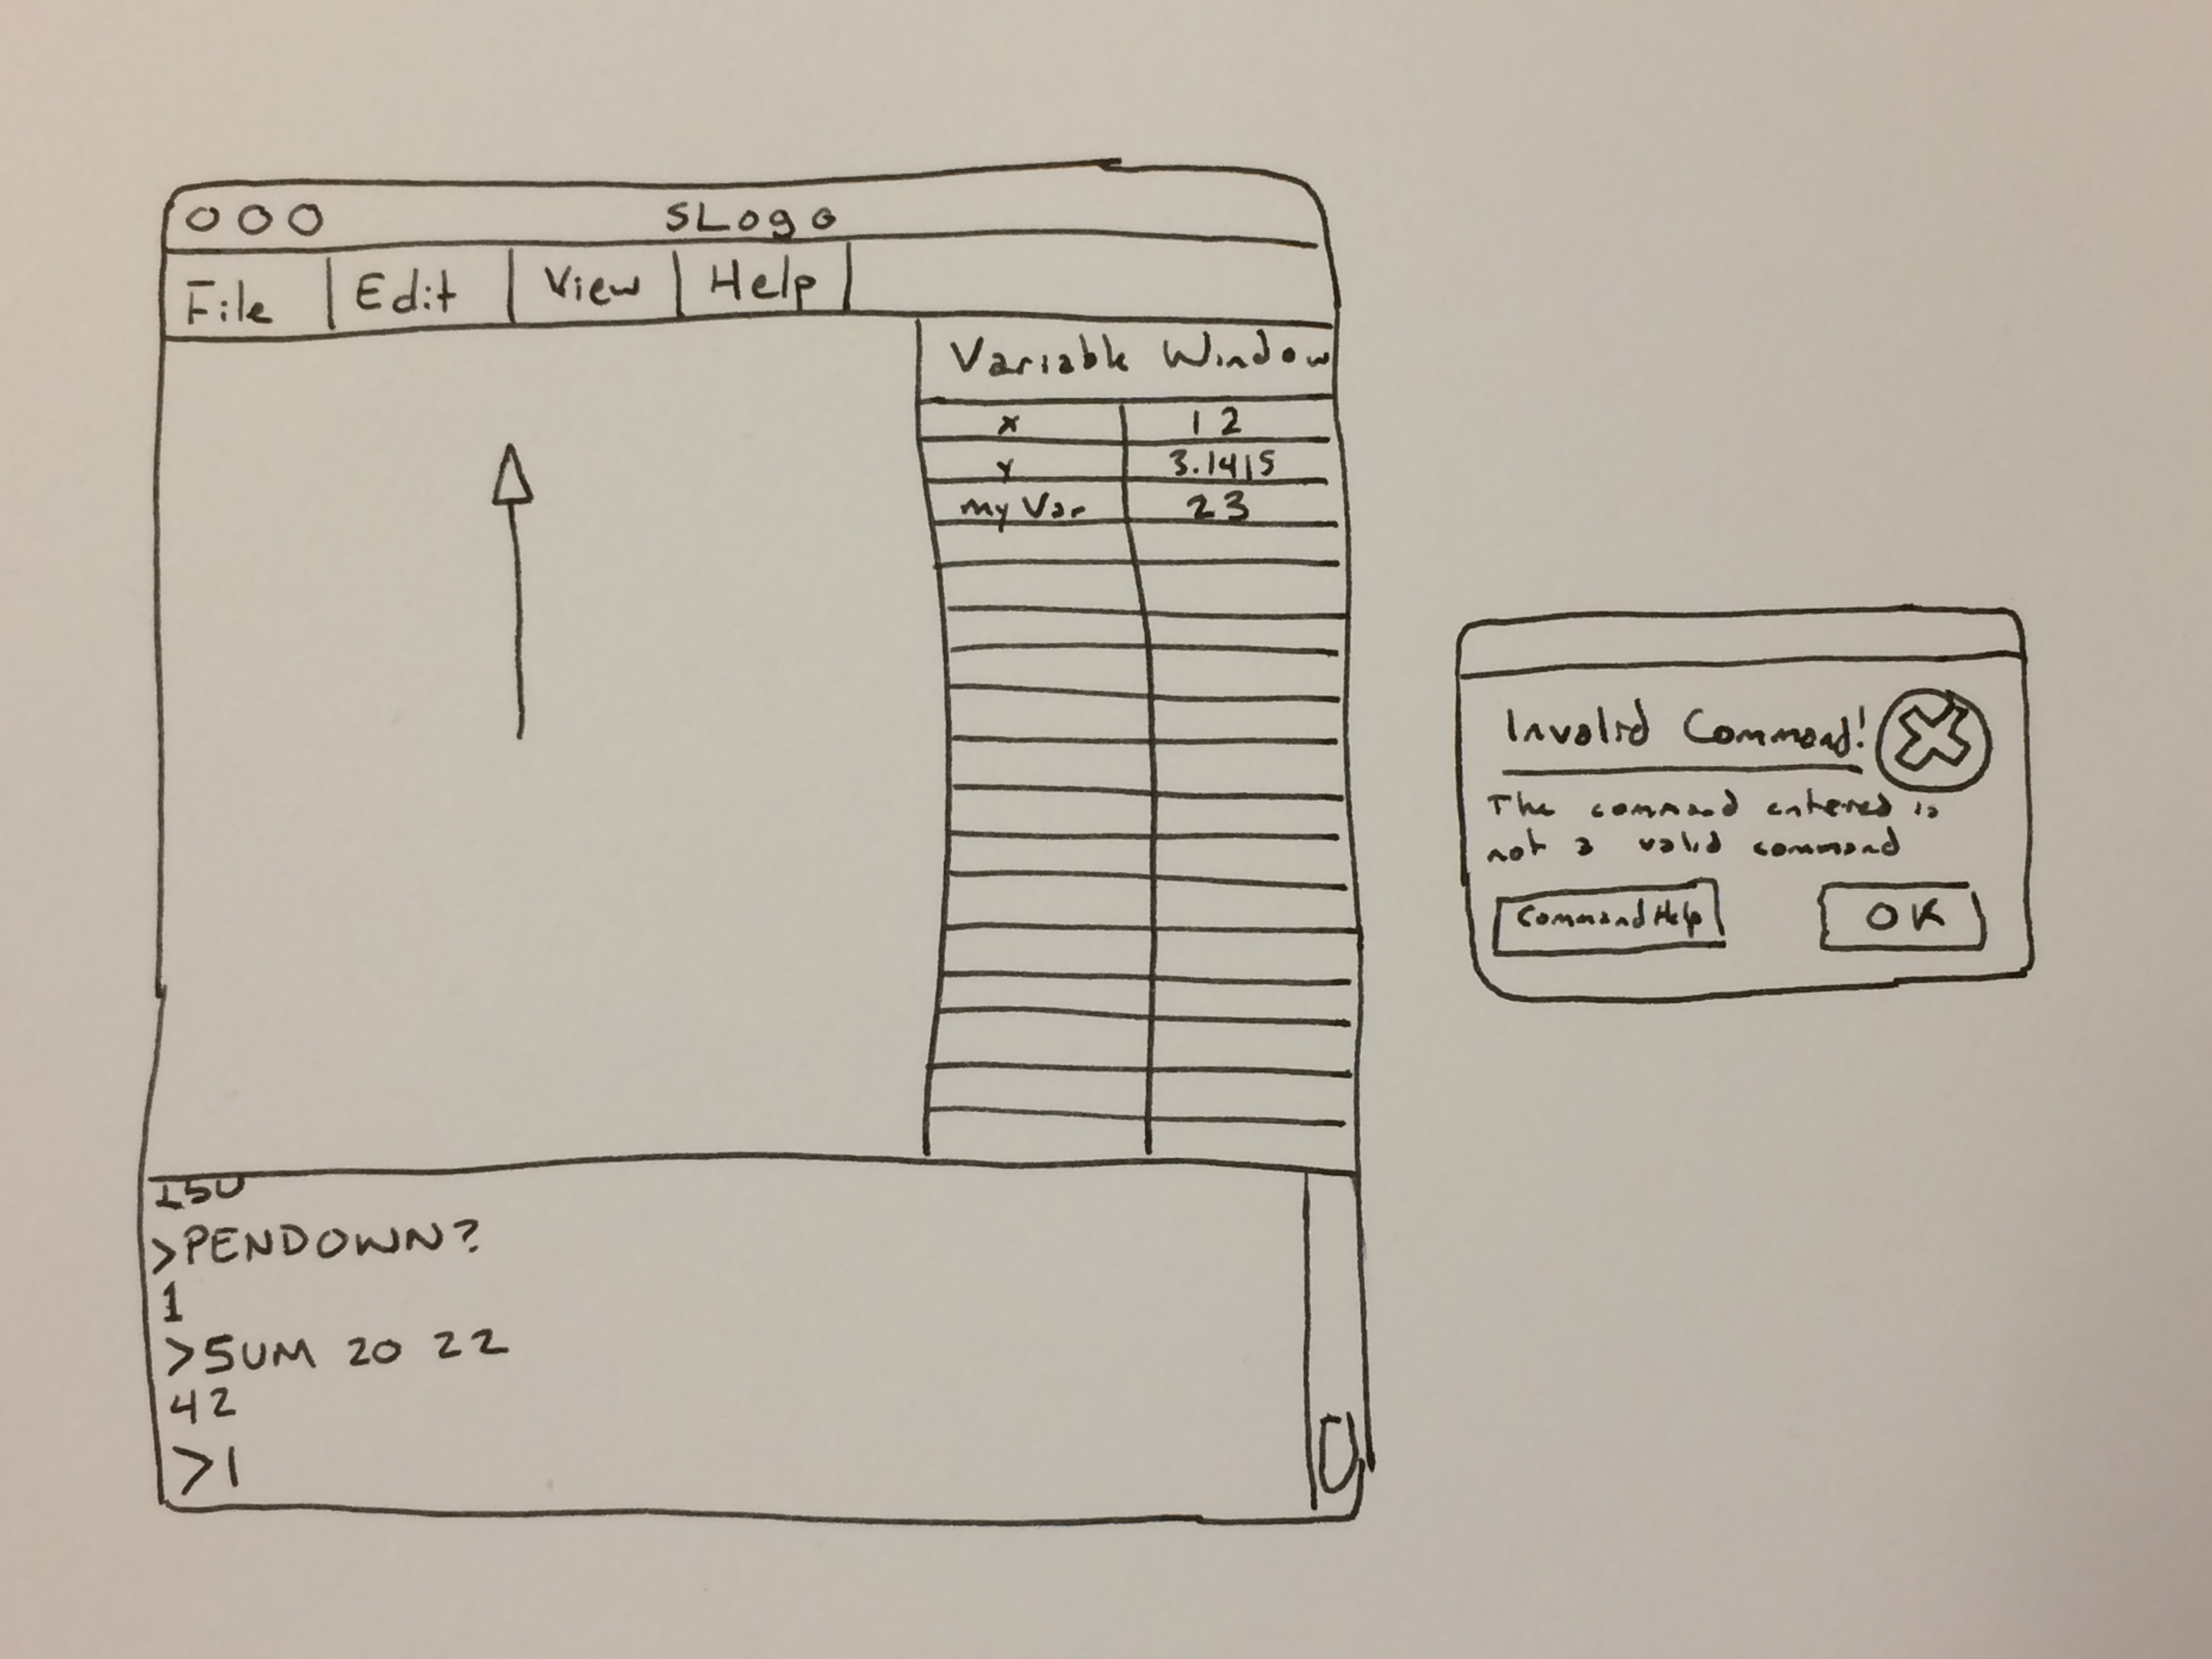 SLogo
File Edit View Help
Variable Window
x 12
y 3.1415
myVar 23
150
>PENDOWN?
1
>SUM 20 22
42
>|
Invalid Command!
The command entered is
not a valid command
Command Help OK